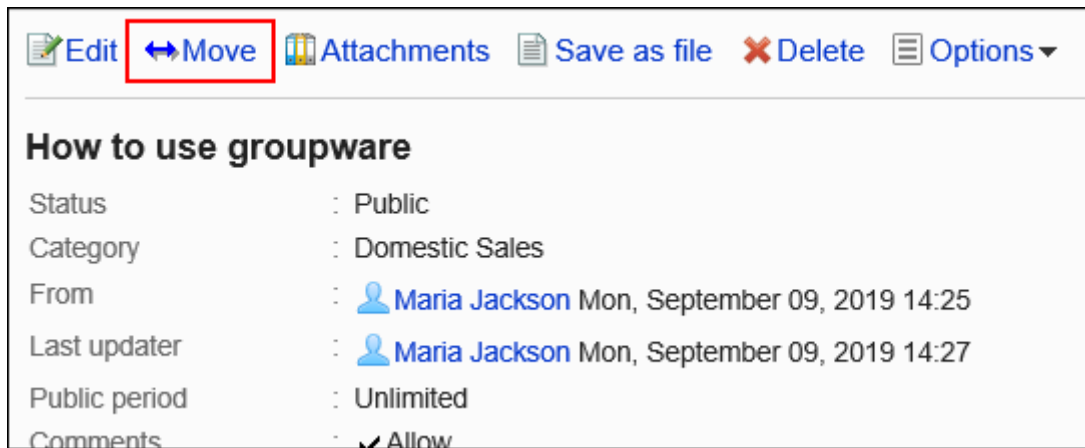 Edit Move Attachments Save as file Delete Options
How to use groupware
Status : Public
Category : Domestic Sales
From : Maria Jackson Mon, September 09, 2019 14:25
Last updater : Maria Jackson Mon, September 09, 2019 14:27
Public period : Unlimited
Comments : ✔Allow